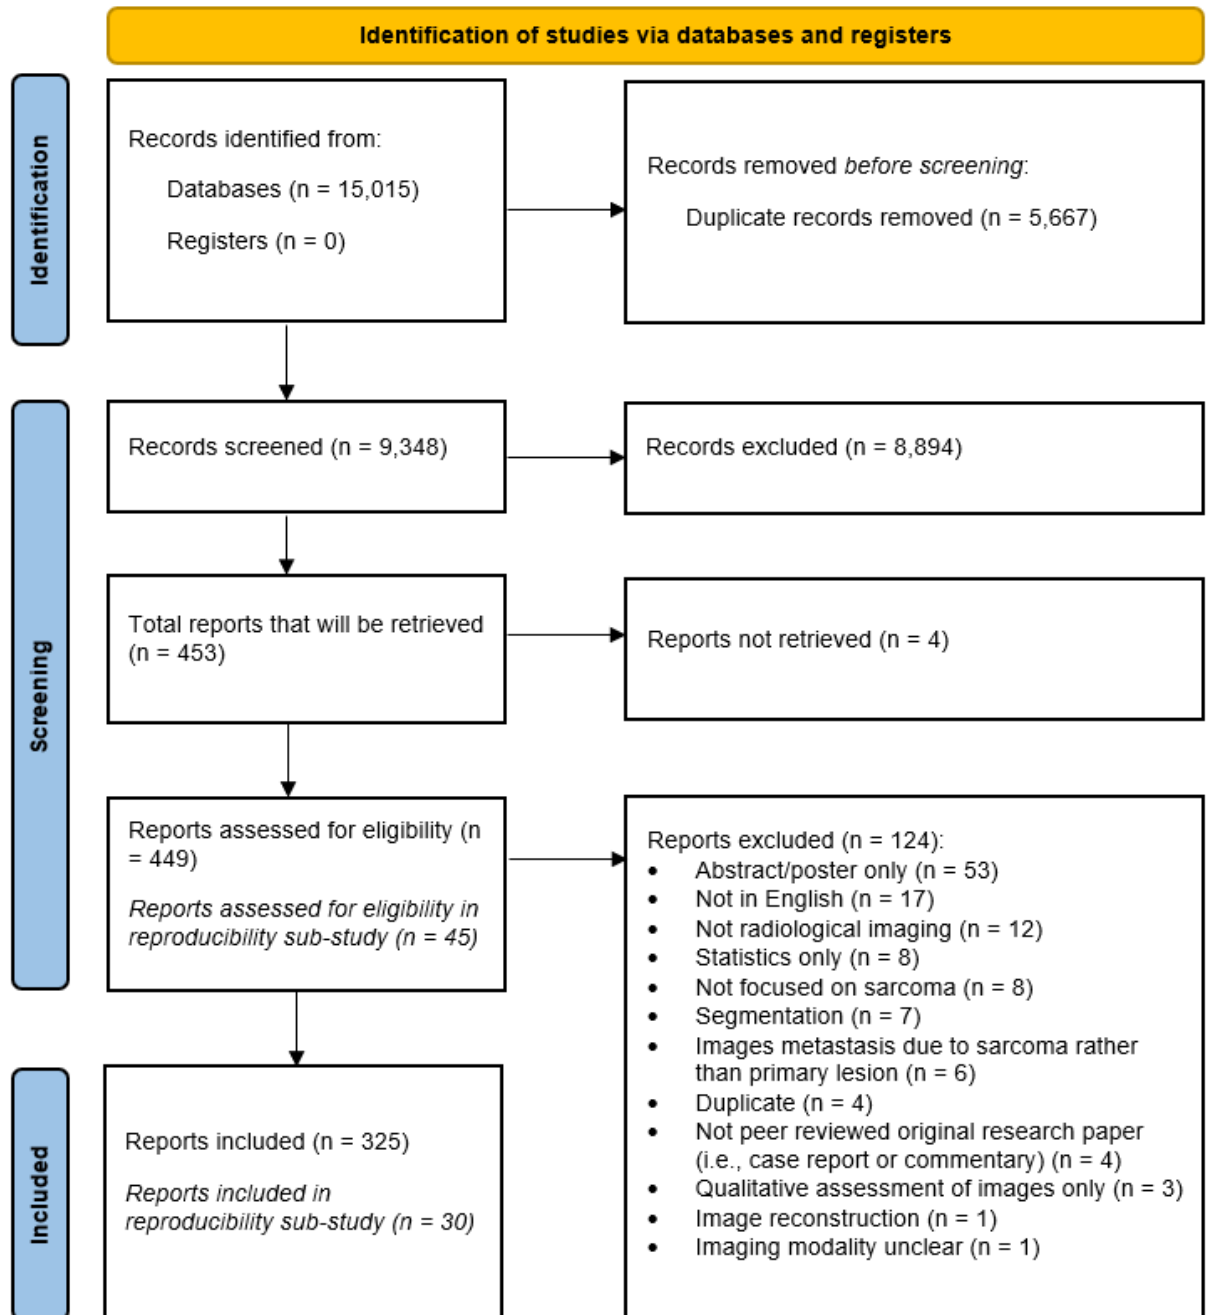 Identification of studies via databases and registers
Identification
Records identified from:
Databases (n = 15,015)
Registers (n = 0)
Records removed before screening:
Duplicate records removed (n = 5,667)
Screening
Records screened (n = 9,348)
Records excluded (n = 8,894)
Total reports that will be retrieved
(n = 453)
Reports not retrieved (n = 4)
Reports assessed for eligibility (n
= 449)
Reports assessed for eligibility in
reproducibility sub-study (n = 45)
Reports excluded (n = 124):
• Abstract/poster only (n = 53)
• Not in English (n = 17)
• Not radiological imaging (n = 12)
• Statistics only (n = 8)
• Not focused on sarcoma (n = 8)
• Segmentation (n = 7)
• Images metastasis due to sarcoma rather
than primary lesion (n = 6)
• Duplicate (n = 4)
• Not peer reviewed original research paper
(i.e., case report or commentary) (n = 4)
• Qualitative assessment of images only (n = 3)
• Image reconstruction (n = 1)
• Imaging modality unclear (n = 1)
Included
Reports included (n = 325)
Reports included in
reproducibility sub-study (n = 30)